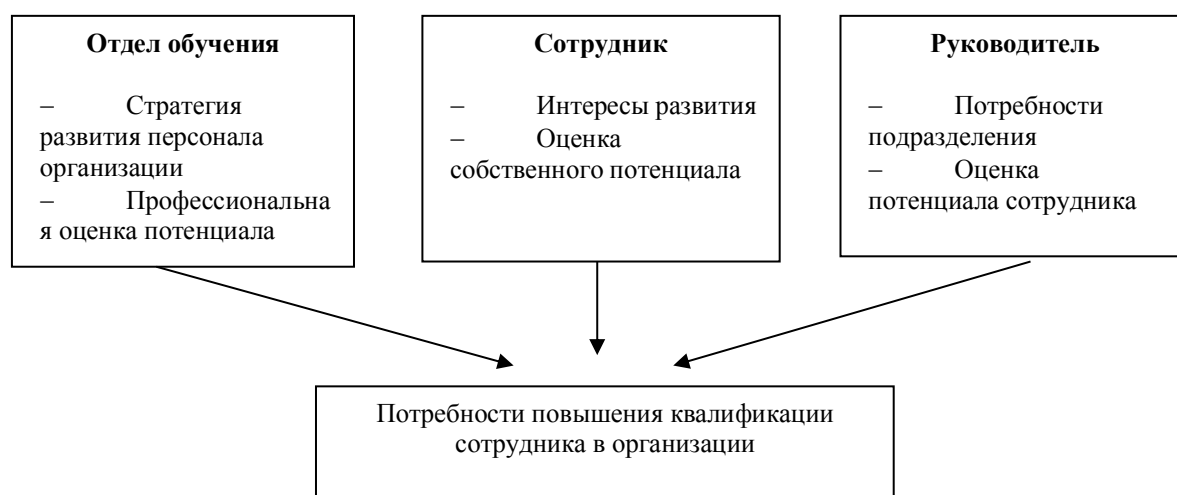 Отдел обучения
– Стратегия
развития персонала
организации
– Профессиональна
я оценка потенциала
Сотрудник
– Интересы развития
– Оценка
собственного потенциала
Руководитель
– Потребности
подразделения
– Оценка
потенциала сотрудника
Потребности повышения квалификации
сотрудника в организации